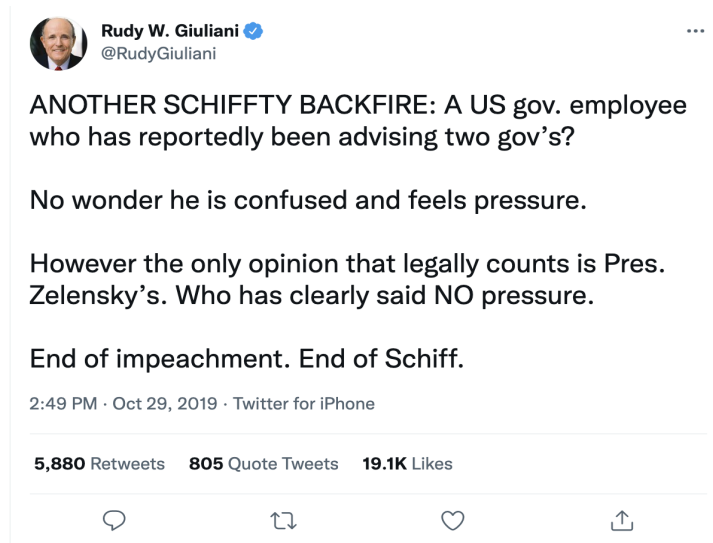 Rudy W. Giuliani
@RudyGiuliani
ANOTHER SCHIFFTY BACKFIRE: A US gov. employee
who has reportedly been advising two gov’s?
No wonder he is confused and feels pressure.
However the only opinion that legally counts is Pres.
Zelensky’s. Who has clearly said NO pressure.
End of impeachment. End of Schiff.
2:49 PM · Oct 29, 2019 · Twitter for iPhone
5,880 Retweets 805 Quote Tweets 19.1K Likes